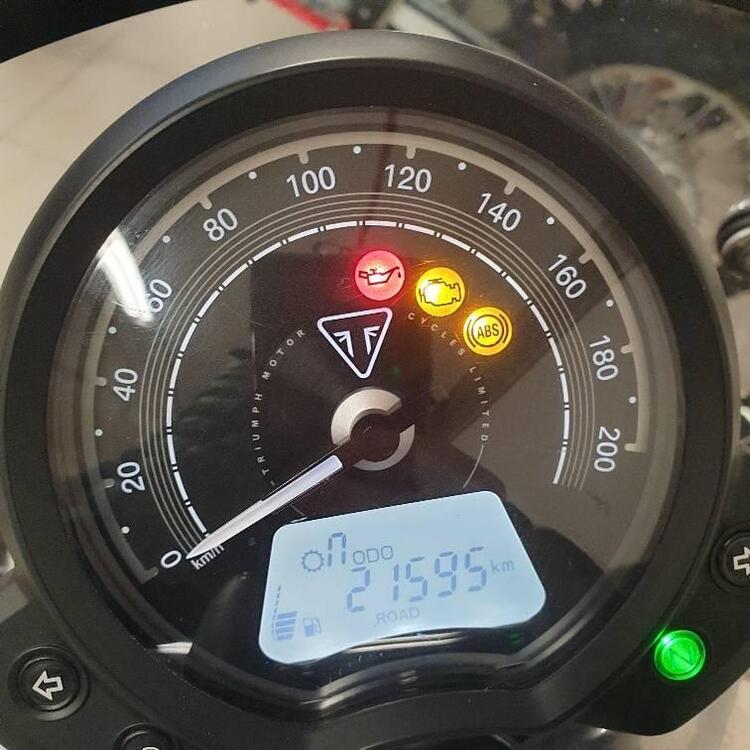 0
20
40
60
80
100
120
140
160
180
200
km/h
ABS
TRIUMPH MOTOR CYCLES LIMITED
n ODO
21595 km
ROAD
N